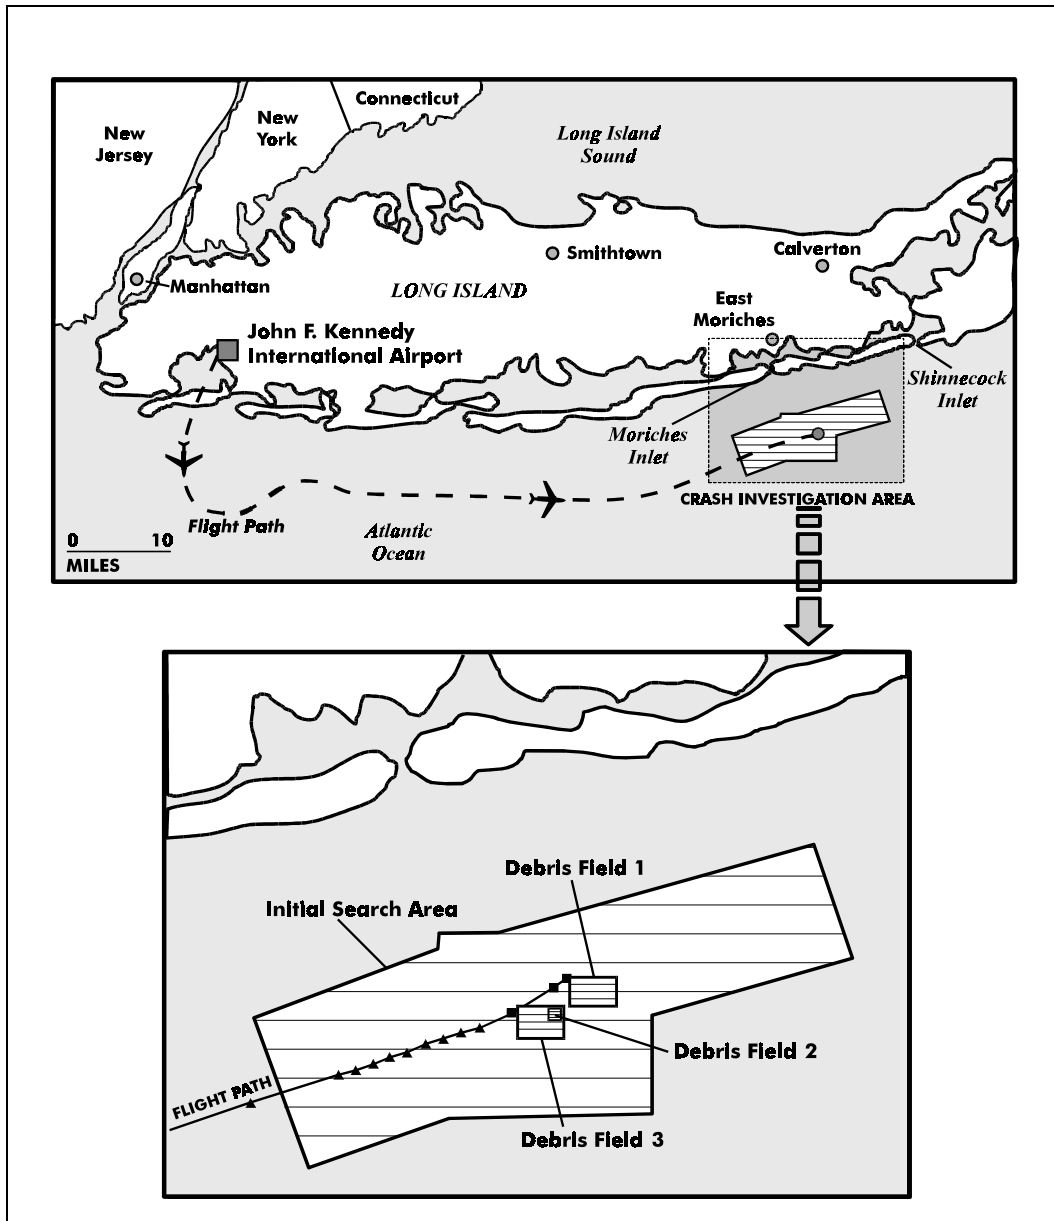 Connecticut
New
York
New
Jersey
Long Island
Sound
Smithtown
Calverton
Manhattan
LONG ISLAND
East
Moriches
John F. Kennedy
International Airport
Shinnecock
Inlet
Moriches
Inlet
CRASH INVESTIGATION AREA
Flight Path
Atlantic
Ocean
0 10
MILES
Debris Field 1
Initial Search Area
Debris Field 2
FLIGHT PATH
Debris Field 3